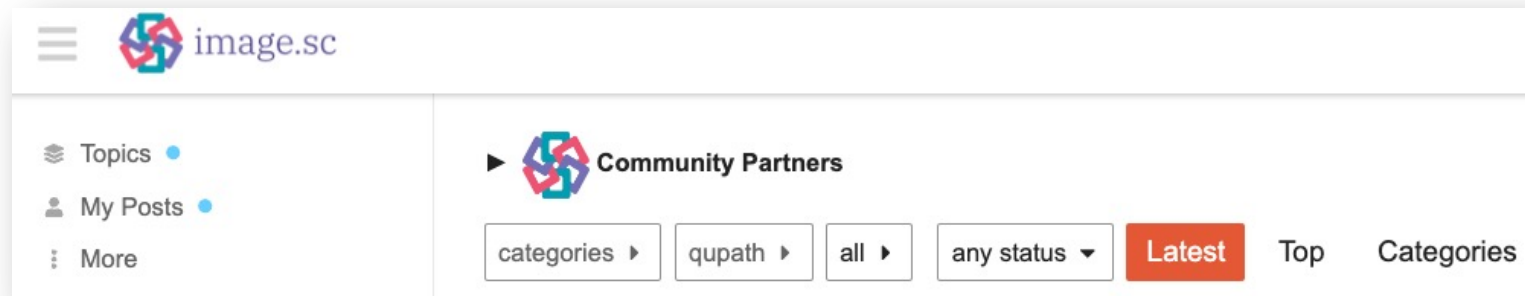 image.sc
Topics
My Posts
More
Community Partners
categories qupath all any status Latest Top Categories